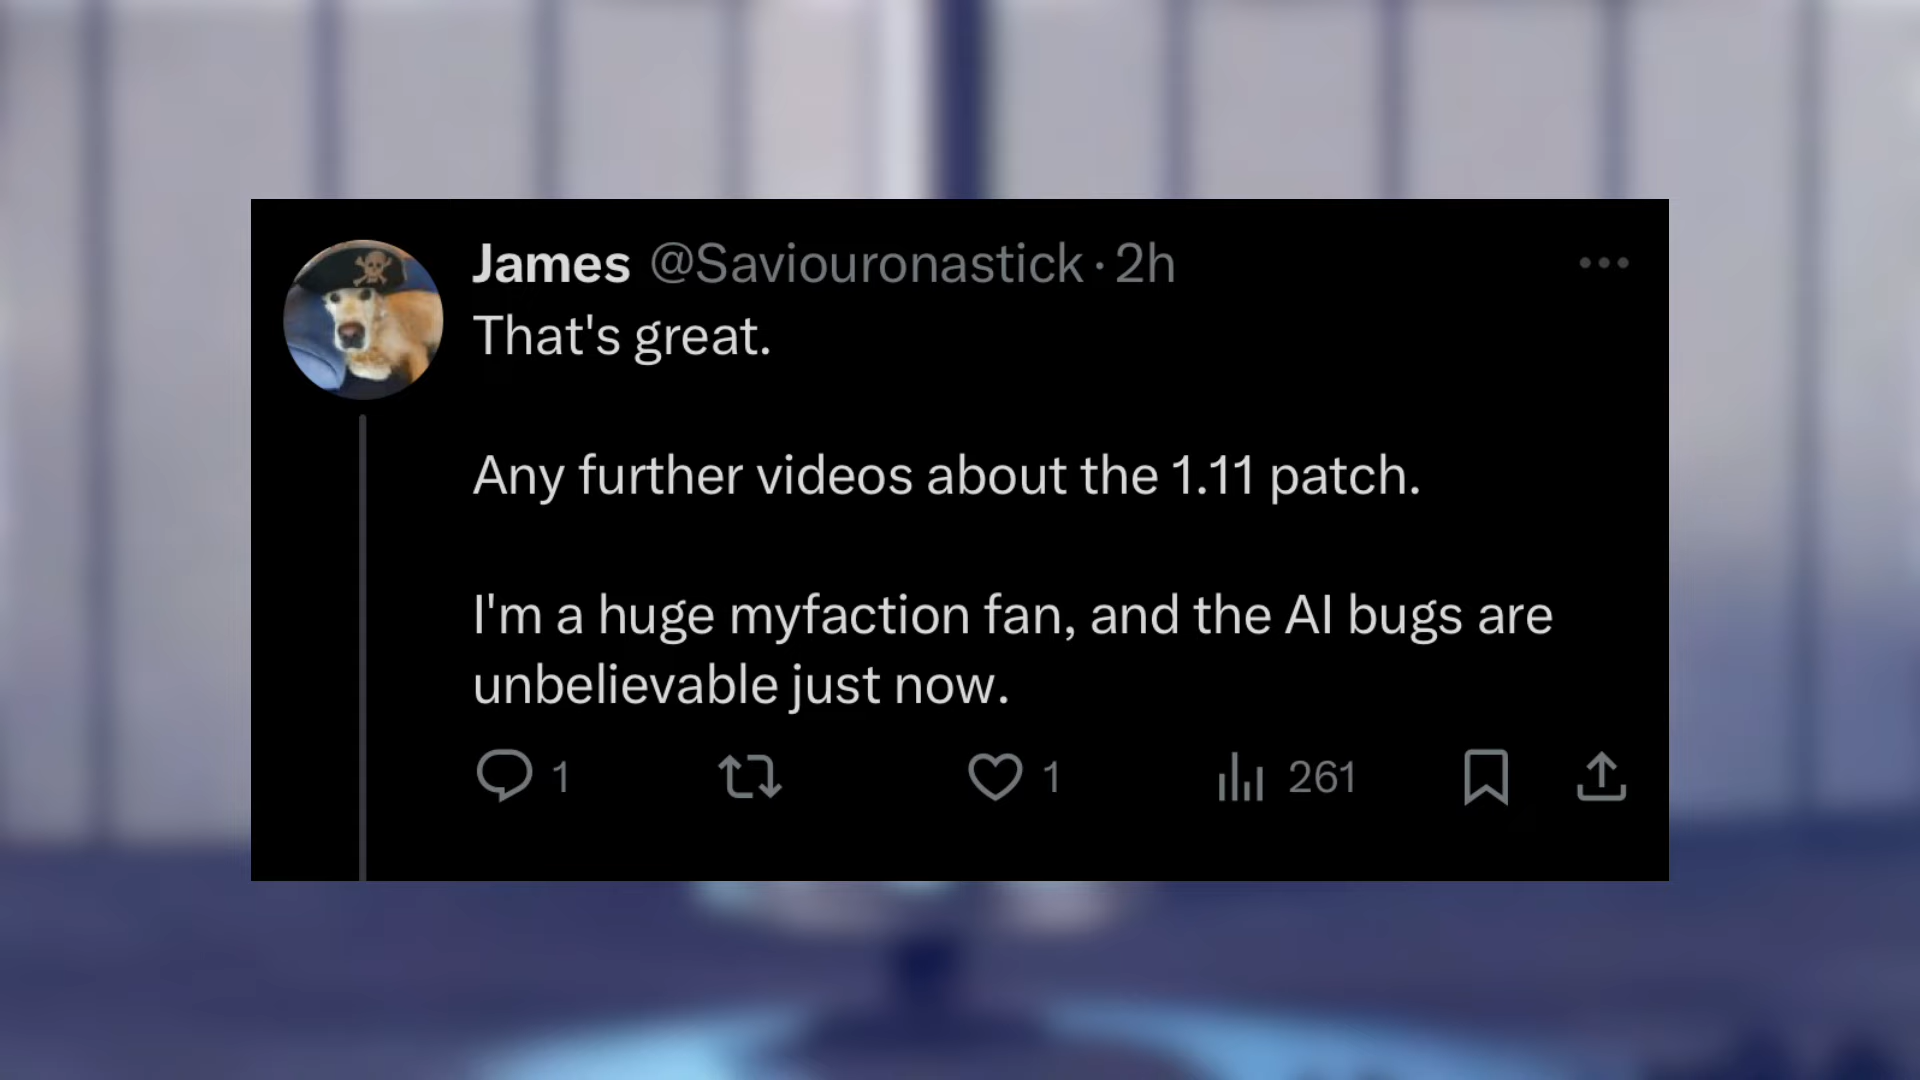 James @Saviouronastick · 2h
That's great.
Any further videos about the 1.11 patch.
I'm a huge myfaction fan, and the AI bugs are
unbelievable just now.
1 1 261